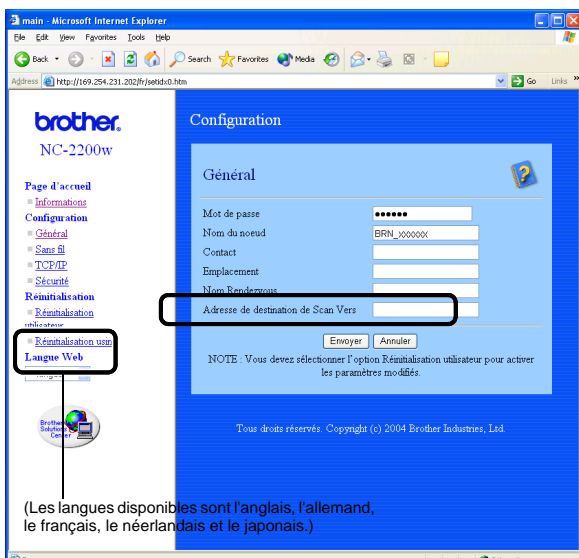 main - Microsoft Internet Explorer
File Edit View Favorites Tools Help
Back Search Favorites Media
Address http://169.254.231.202/fr/setidx0.htm Go Links »
brother.
NC-2200w
Page d'accueil
Informations
Configuration
Général
Sans fil
TCP/IP
Sécurité
Réinitialisation
Réinitialisation
utilisateur
Réinitialisation usin
Langue Web
Brother
Solutions
Center
Configuration
Général
Mot de passe ••••••
Nom du noeud BRN_xxxxxx
Contact
Emplacement
Nom Rendezvous
Adresse de destination de Scan Vers
Envoyer Annuler
NOTE : Vous devez sélectionner l'option Réinitialisation utilisateur pour activer
les paramètres modifiés.
Tous droits réservés. Copyright (c) 2004 Brother Industries, Ltd.
(Les langues disponibles sont l'anglais, l'allemand,
le français, le néerlandais et le japonais.)